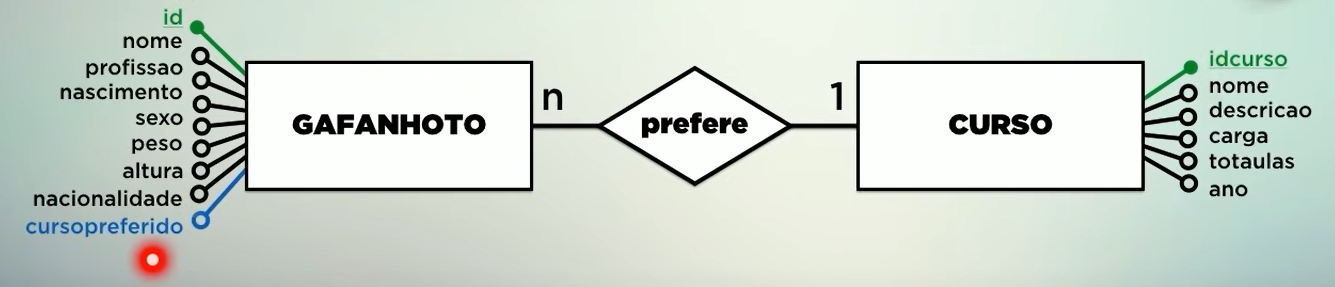 id
nome
profissao
nascimento
sexo
peso
altura
nacionalidade
cursopreferido
GAFANHOTO
n
prefere
1
CURSO
idcurso
nome
descricao
carga
totaulas
ano